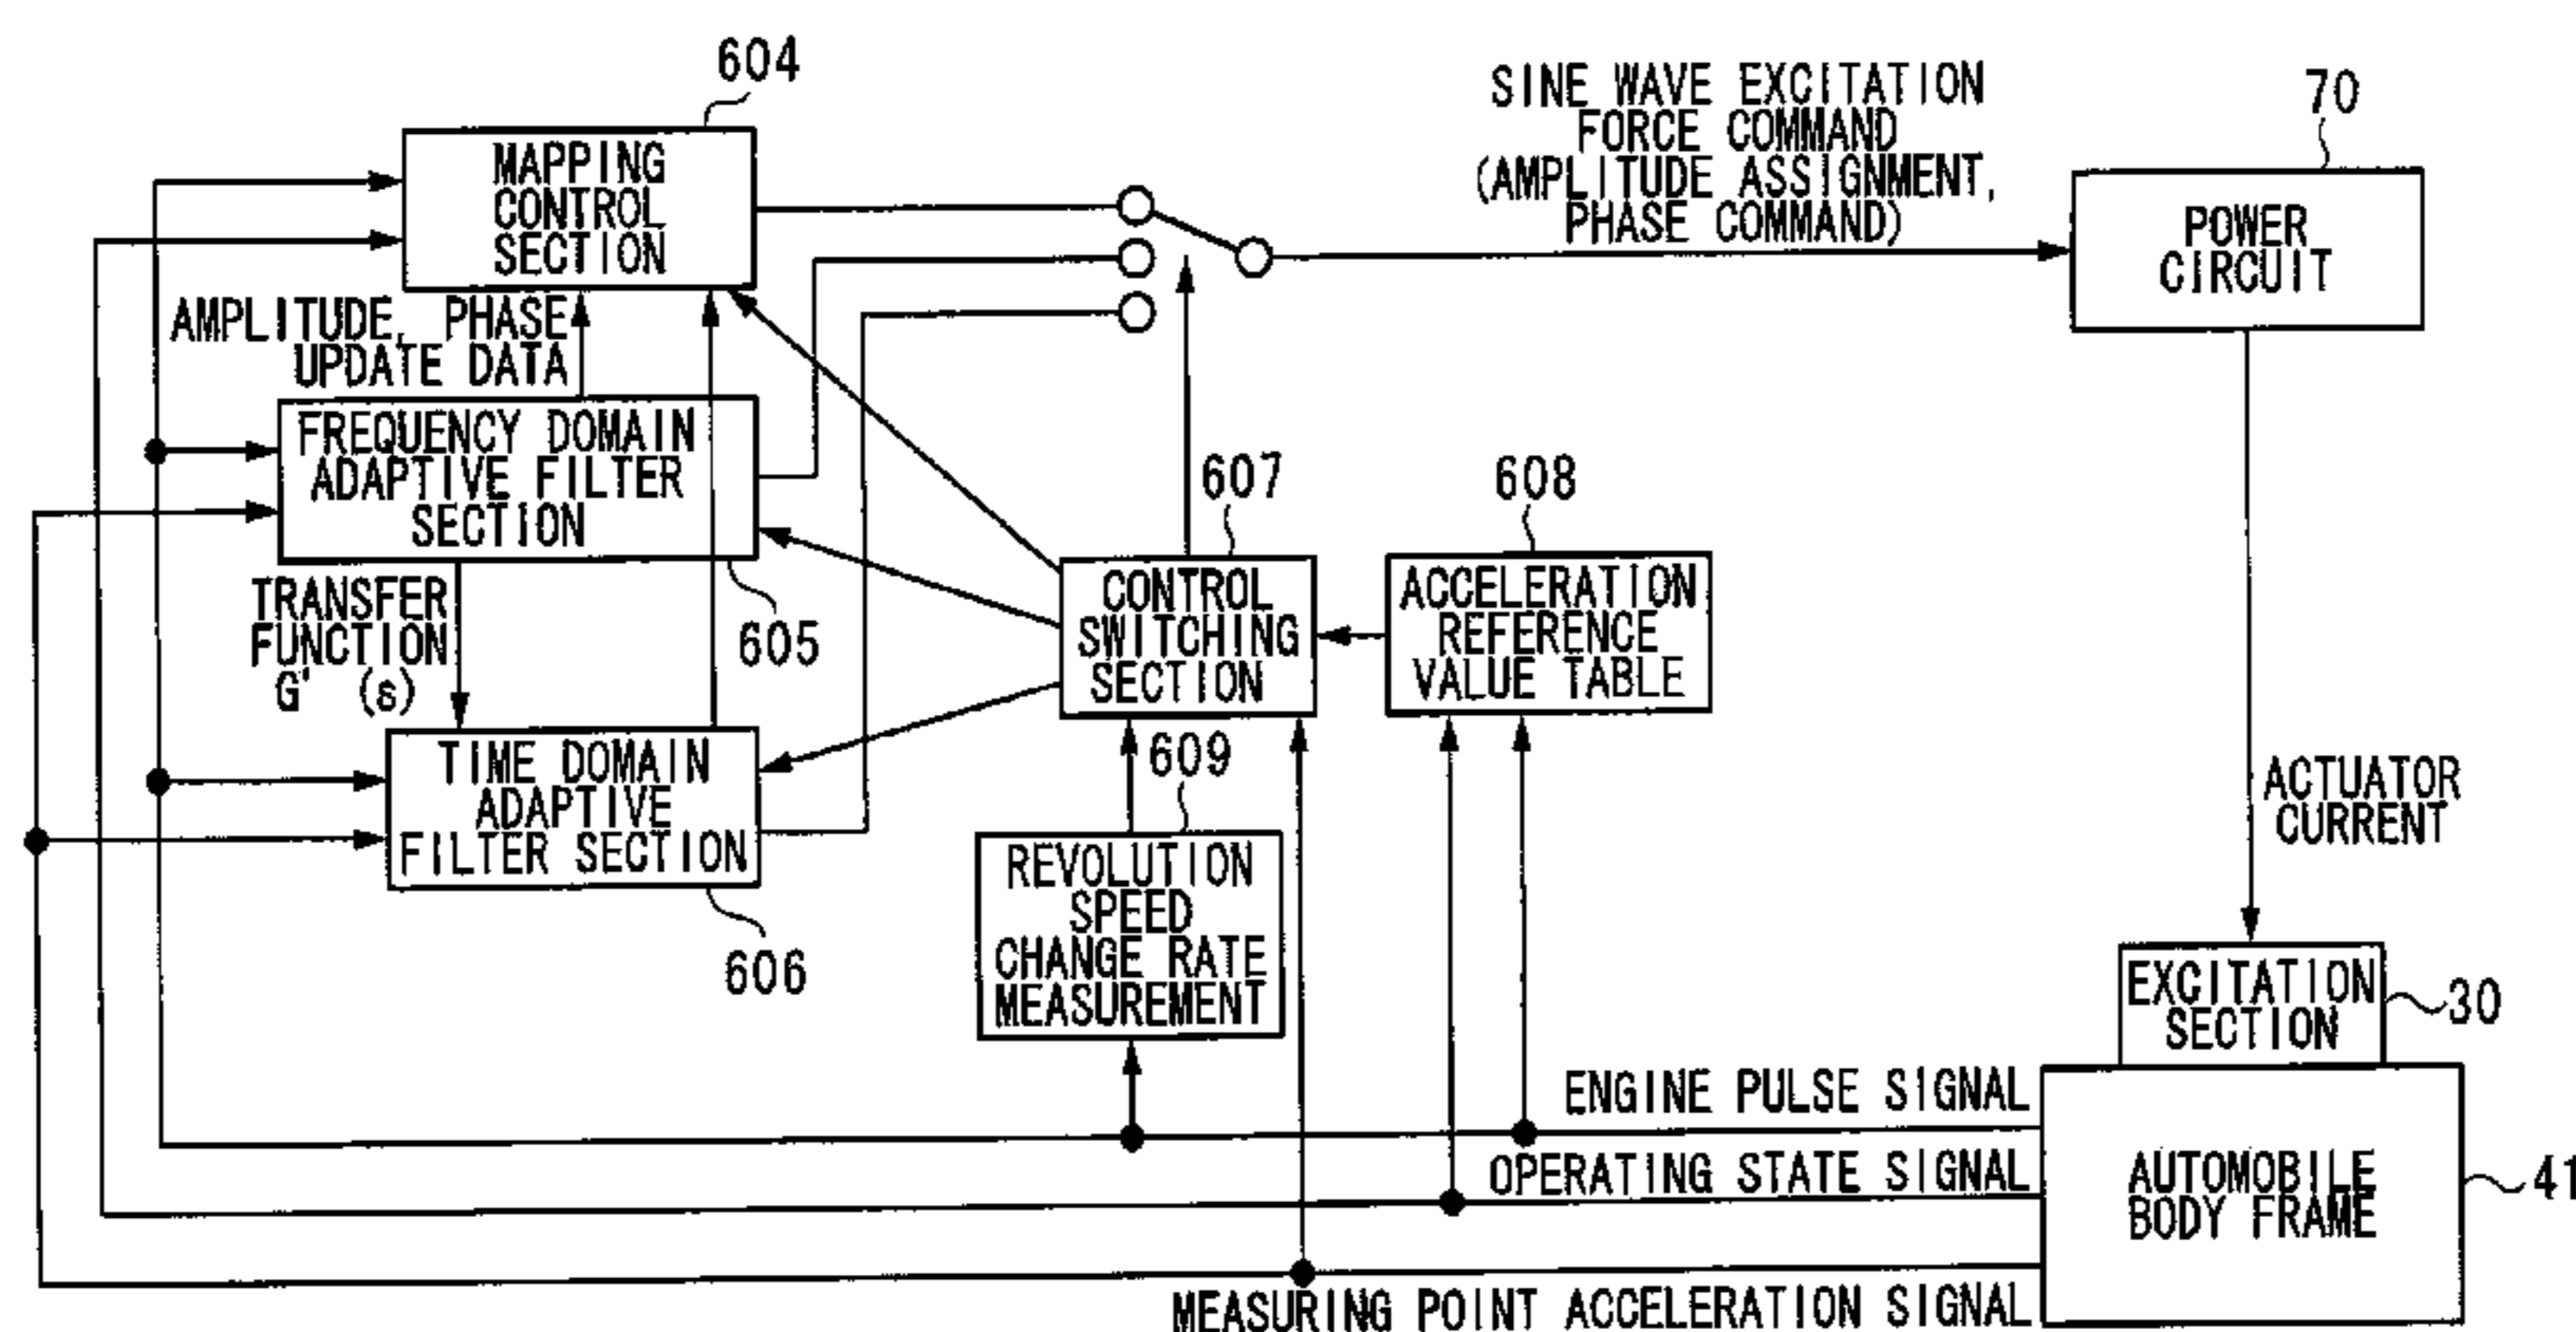 604
MAPPING
CONTROL
SECTION
SINE WAVE EXCITATION
FORCE COMMAND
(AMPLITUDE ASSIGNMENT,
PHASE COMMAND)
70
POWER
CIRCUIT
AMPLITUDE, PHASE
UPDATE DATA
FREQUENCY DOMAIN
ADAPTIVE FILTER
SECTION
605
TRANSFER
FUNCTION
G' (s)
607
CONTROL
SWITCHING
SECTION
608
ACCELERATION
REFERENCE
VALUE TABLE
TIME DOMAIN
ADAPTIVE
FILTER SECTION
606
609
REVOLUTION
SPEED
CHANGE RATE
MEASUREMENT
ACTUATOR
CURRENT
EXCITATION
SECTION
30
ENGINE PULSE SIGNAL
OPERATING STATE SIGNAL
MEASURING POINT ACCELERATION SIGNAL
AUTOMOBILE
BODY FRAME
41